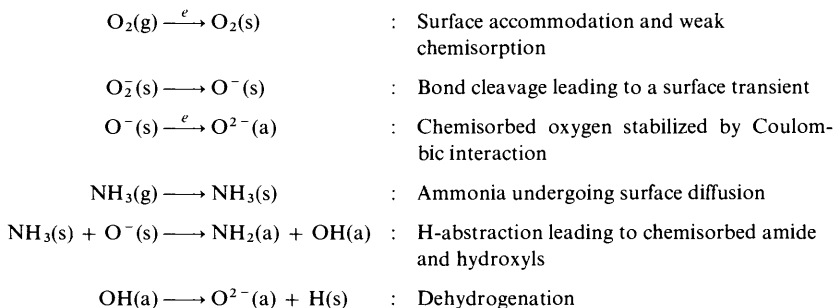 O₂(g) —e→ O₂(s) : Surface accommodation and weak
chemisorption
O₂⁻(s) ⟶ O⁻(s) : Bond cleavage leading to a surface transient
O⁻(s) —e→ O²⁻(a) : Chemisorbed oxygen stabilized by Coulom-
bic interaction
NH₃(g) ⟶ NH₃(s) : Ammonia undergoing surface diffusion
NH₃(s) + O⁻(s) ⟶ NH₂(a) + OH(a) : H-abstraction leading to chemisorbed amide
and hydroxyls
OH(a) ⟶ O²⁻(a) + H(s) : Dehydrogenation